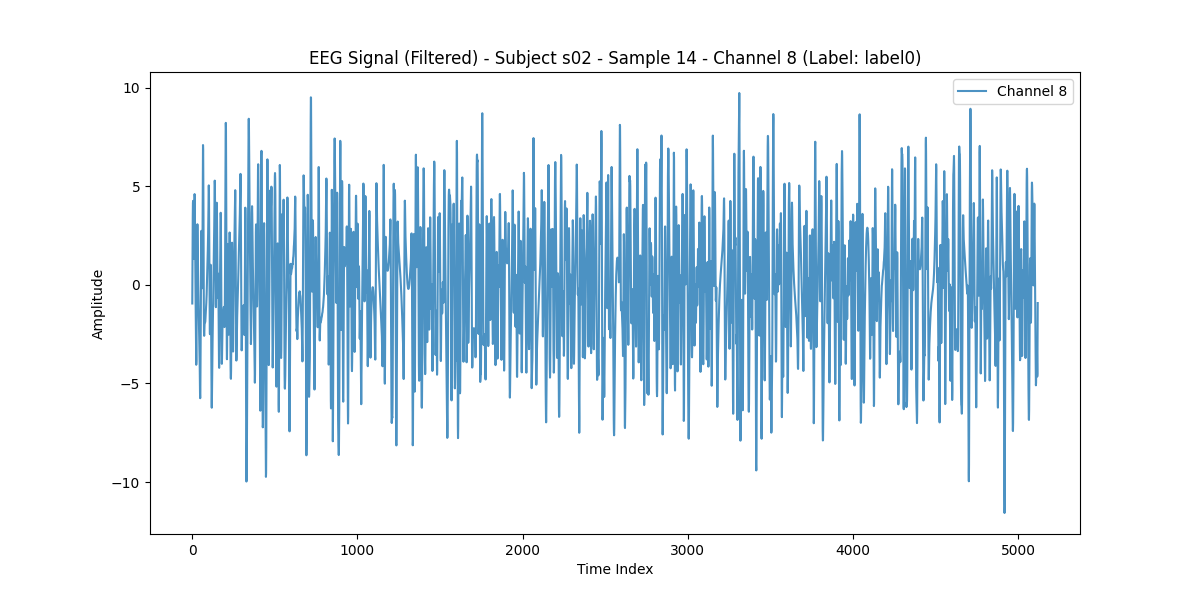 EEG Signal (Filtered) - Subject s02 - Sample 14 - Channel 8 (Label: label0)
Channel 8
10
5
0
−5
−10
Amplitude
0 1000 2000 3000 4000 5000
Time Index